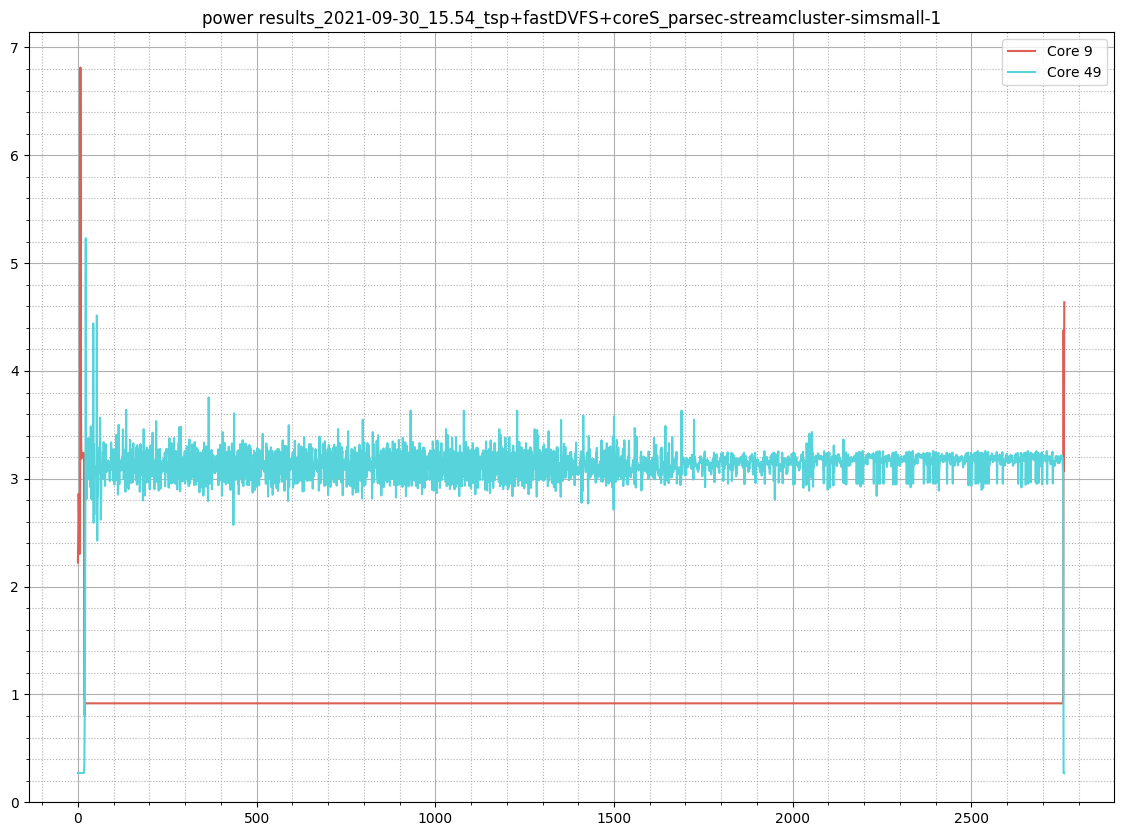 power results_2021-09-30_15.54_tsp+fastDVFS+coreS_parsec-streamcluster-simsmall-1
Core 9
Core 49
7
6
5
4
3
2
1
0
0 500 1000 1500 2000 2500